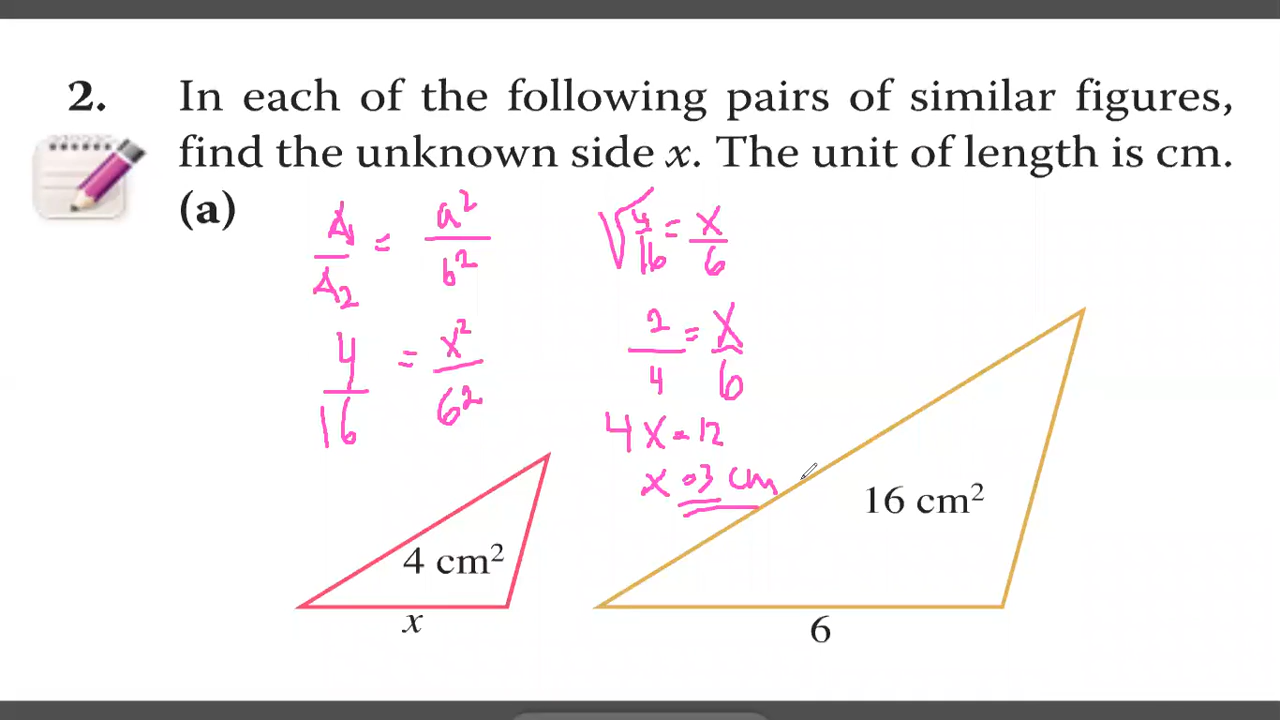 2. In each of the following pairs of similar figures,
find the unknown side x. The unit of length is cm.
(a)
A₁/A₂ = a²/b²
4/16 = x²/6²
√4/16 = x/6
2/4 = x/6
4x = 12
x = 3 cm
4 cm²
x
16 cm²
6